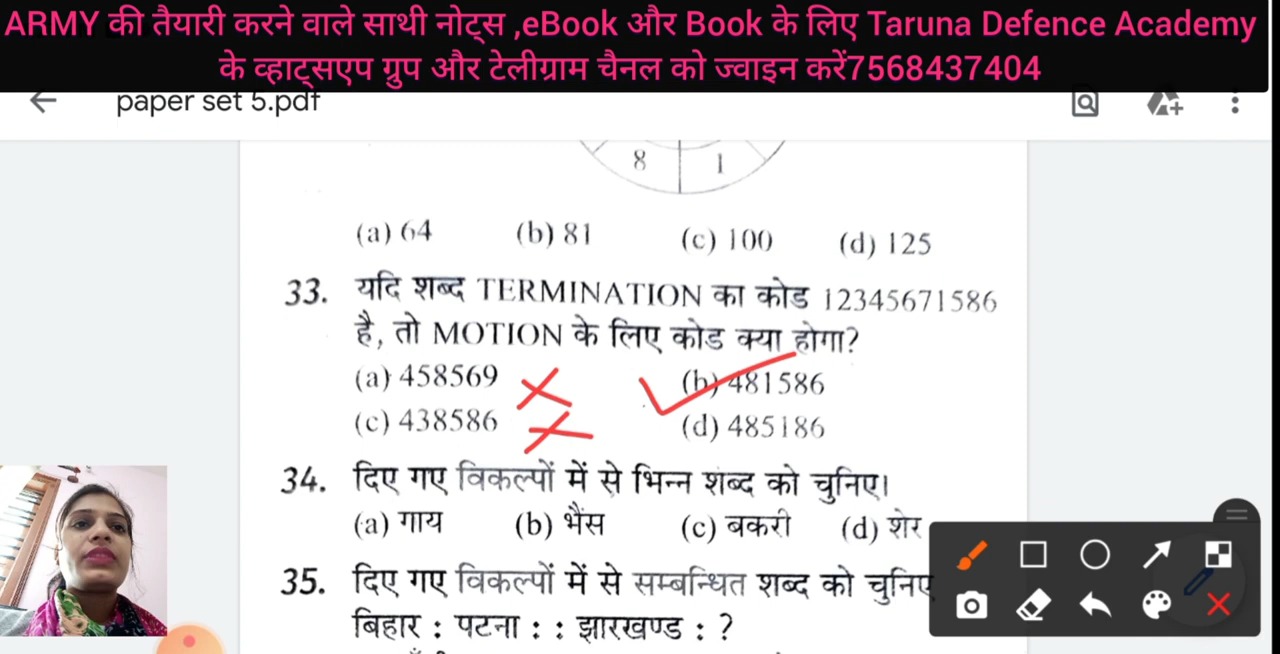 ARMY की तैयारी करने वाले साथी नोट्स ,eBook और Book के लिए Taruna Defence Academy
के व्हाट्सएप ग्रुप और टेलीग्राम चैनल को ज्वाइन करें7568437404
paper set 5.pdf
8 1
(a) 64 (b) 81 (c) 100 (d) 125
33. यदि शब्द TERMINATION का कोड 12345671586
है, तो MOTION के लिए कोड क्या होगा?
(a) 458569 (b) 481586
(c) 438586 (d) 485186
34. दिए गए विकल्पों में से भिन्न शब्द को चुनिए।
(a) गाय (b) भैंस (c) बकरी (d) शेर
35. दिए गए विकल्पों में से सम्बन्धित शब्द को चुनिए
बिहार : पटना : : झारखण्ड : ?